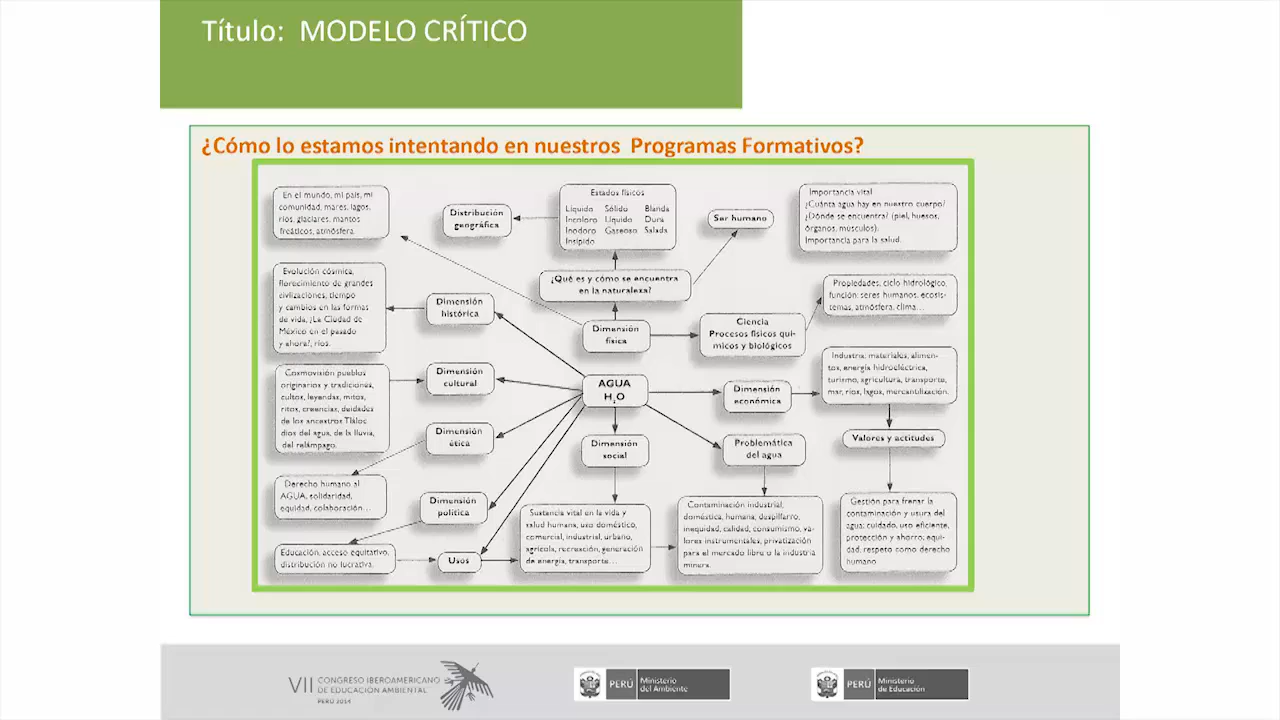 Título: MODELO CRÍTICO
¿Cómo lo estamos intentando en nuestros Programas Formativos?
En el mundo, mi país, mi
comunidad, mares, lagos,
ríos, glaciares, mantos
freáticos, atmósfera.
Distribución
geográfica
Estados físicos
Líquido Sólido Blanda
Incoloro Líquido Dura
Inodoro Gaseoso Salada
Insípido
Ser humano
Importancia vital
¿Cuánta agua hay en nuestro cuerpo?
¿Dónde se encuentra? (piel, huesos,
órganos, músculos).
Importancia para la salud.
¿Qué es y cómo se encuentra
en la naturaleza?
Evolución cósmica,
florecimiento de grandes
civilizaciones, tiempo
y cambios en las formas
de vida, ¿La Ciudad de
México en el pasado
y ahora?, ríos.
Dimensión
histórica
Dimensión
física
Ciencia
Procesos físicos quí-
micos y biológicos
Propiedades, ciclo hidrológico,
función: seres humanos, ecosis-
temas, atmósfera, clima...
Cosmovisión pueblos
originarios y tradiciones,
cultos, leyendas, mitos,
ritos, creencias, deidades
de los ancestros Tláloc
dios del agua, de la lluvia,
del relámpago.
Dimensión
cultural
AGUA
H2O
Dimensión
económica
Industria, materiales, alimen-
tos, energía hidroeléctrica,
turismo, agricultura, transporte,
mar, ríos, lagos, mercantilización.
Dimensión
ética
Dimensión
social
Problemática
del agua
Valores y actitudes
Derecho humano al
AGUA, solidaridad,
equidad, colaboración...
Dimensión
política
Sustancia vital en la vida y
salud humana, uso doméstico,
comercial, industrial, urbano,
agrícola, recreación, generación
de energía, transporte...
Contaminación industrial,
doméstica, humana, despilfarro,
inequidad, calidad, consumismo, va-
lores instrumentales, privatización
para el mercado libre o la industria
minera.
Gestión para frenar la
contaminación y usura del
agua: cuidado, uso eficiente,
protección y ahorro, equi-
dad, respeto como derecho
humano
Educación, acceso equitativo,
distribución no lucrativa.
Usos
VII CONGRESO IBEROAMERICANO
DE EDUCACIÓN AMBIENTAL
PERÚ 2014
PERÚ Ministerio
del Ambiente
PERÚ Ministerio
de Educación